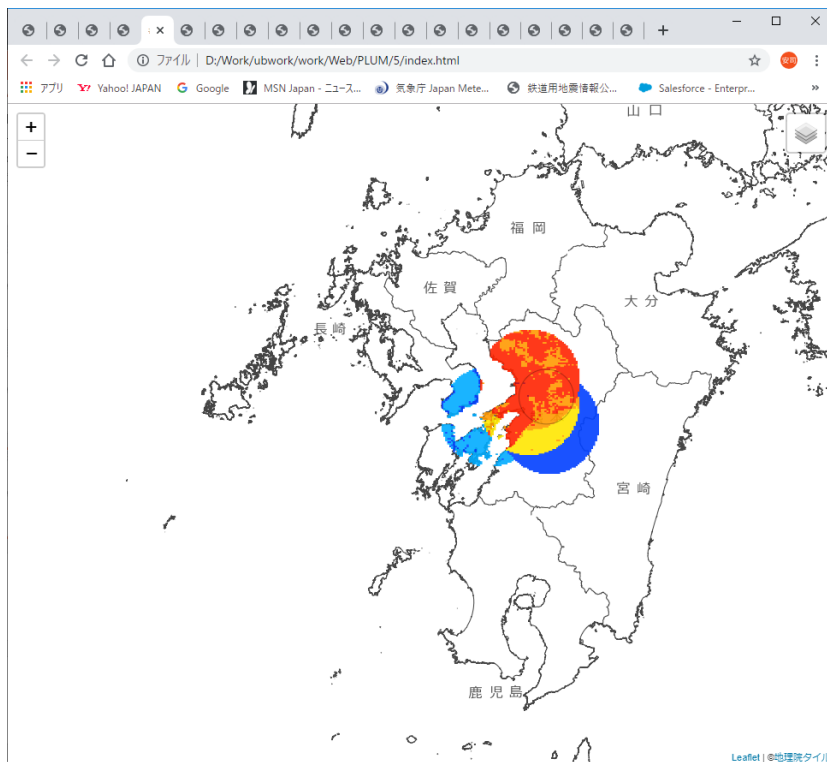 ファイル | D:/Work/ubwork/work/Web/PLUM/5/index.html
安司
アプリ Yahoo! JAPAN Google MSN Japan - ニュース... 気象庁 Japan Mete... 鉄道用地震情報公... Salesforce - Enterpr... »
+
−
山 口
福 岡
佐 賀
大 分
長 崎
宮 崎
鹿 児 島
Leaflet | ©地理院タイル